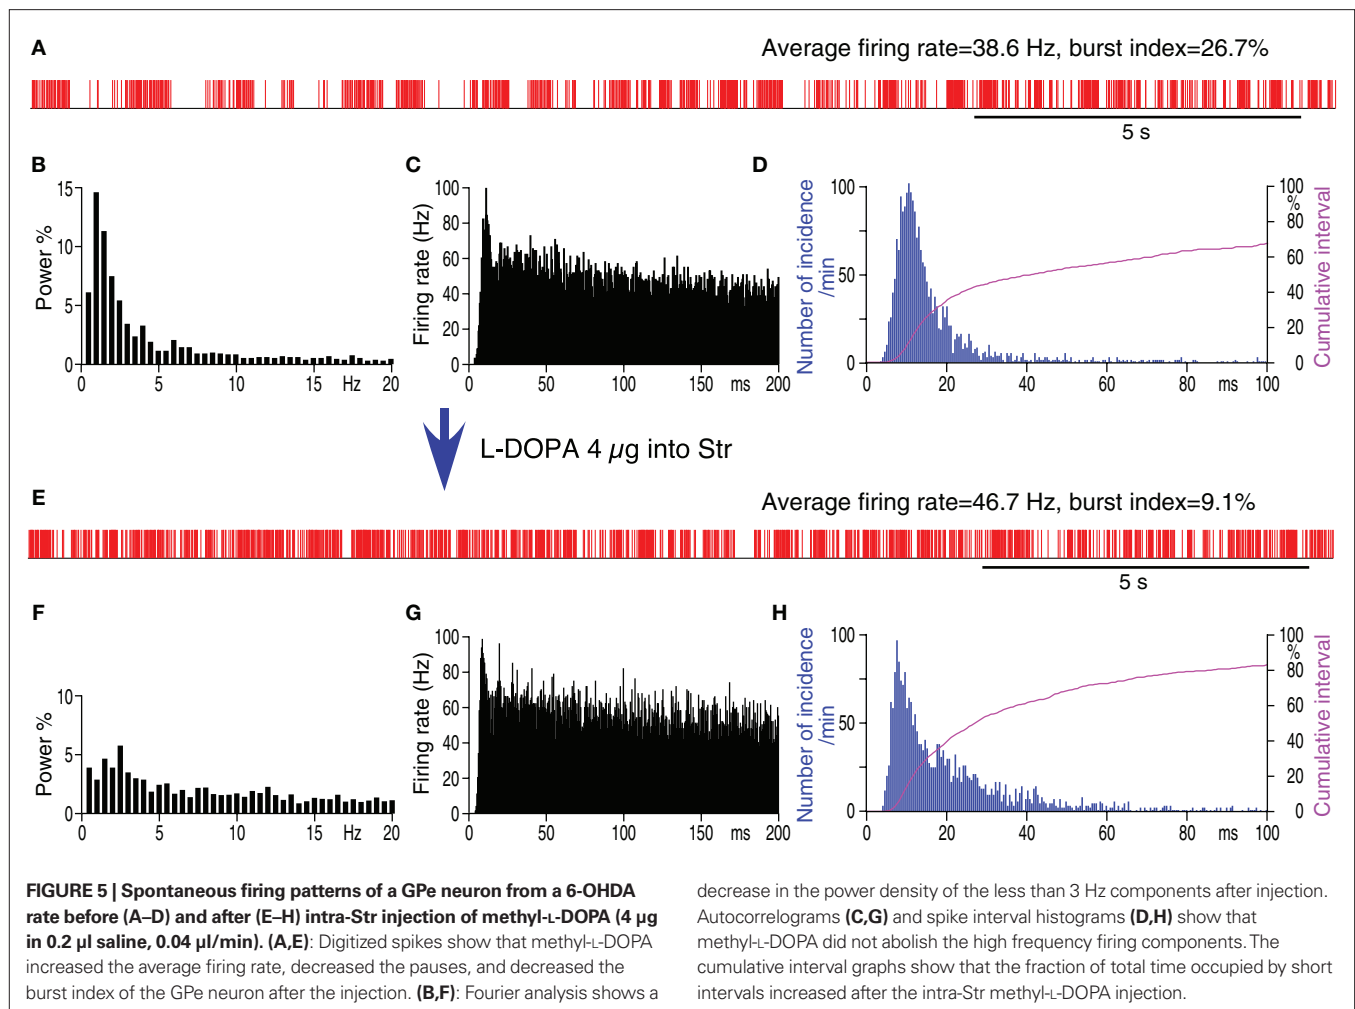 A
Average firing rate=38.6 Hz, burst index=26.7%
5 s
B
Power %
15
10
5
0
0 5 10 15 Hz 20
C
Firing rate (Hz)
100
80
60
40
20
0
0 50 100 150 ms 200
D
Number of incidence
/min
100
50
0
0 20 40 60 80 ms 100
100
%
80
60
40
20
0
Cumulative interval
L-DOPA 4 µg into Str
E
Average firing rate=46.7 Hz, burst index=9.1%
5 s
F
Power %
10
5
0
0 5 10 15 Hz 20
G
Firing rate (Hz)
100
80
60
40
20
0
0 50 100 150 ms 200
H
Number of incidence
/min
100
50
0
0 20 40 60 80 ms 100
100
%
80
60
40
20
0
Cumulative interval
FIGURE 5 | Spontaneous firing patterns of a GPe neuron from a 6-OHDA
rate before (A–D) and after (E–H) intra-Str injection of methyl-L-DOPA (4 µg
in 0.2 µl saline, 0.04 µl/min). (A,E): Digitized spikes show that methyl-L-DOPA
increased the average firing rate, decreased the pauses, and decreased the
burst index of the GPe neuron after the injection. (B,F): Fourier analysis shows a
decrease in the power density of the less than 3 Hz components after injection.
Autocorrelograms (C,G) and spike interval histograms (D,H) show that
methyl-L-DOPA did not abolish the high frequency firing components. The
cumulative interval graphs show that the fraction of total time occupied by short
intervals increased after the intra-Str methyl-L-DOPA injection.